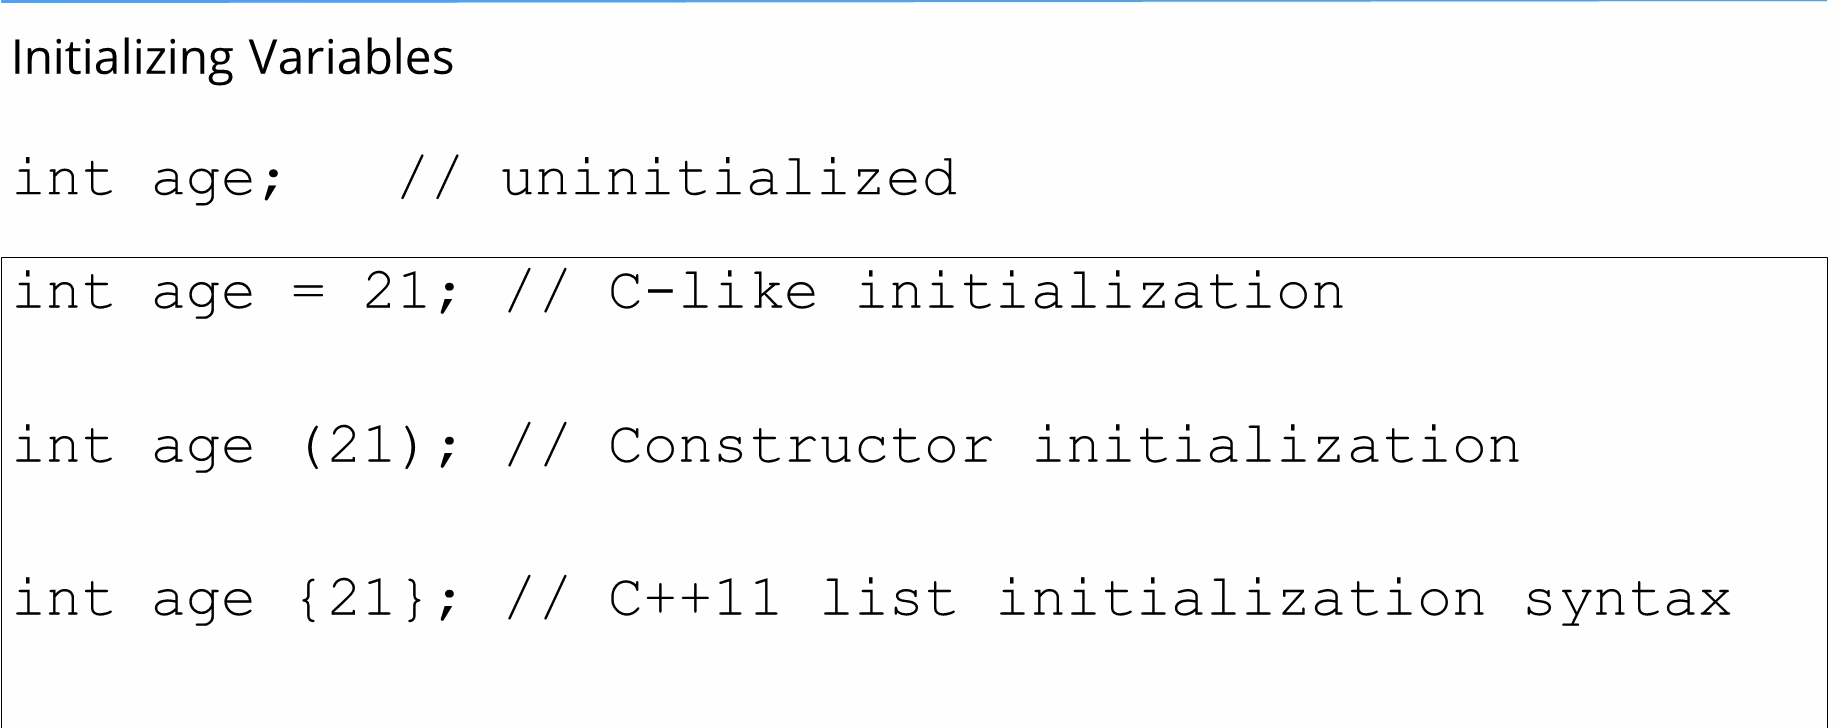 Initializing Variables
int age;   // uninitialized
int age = 21; // C-like initialization
int age (21); // Constructor initialization
int age {21}; // C++11 list initialization syntax